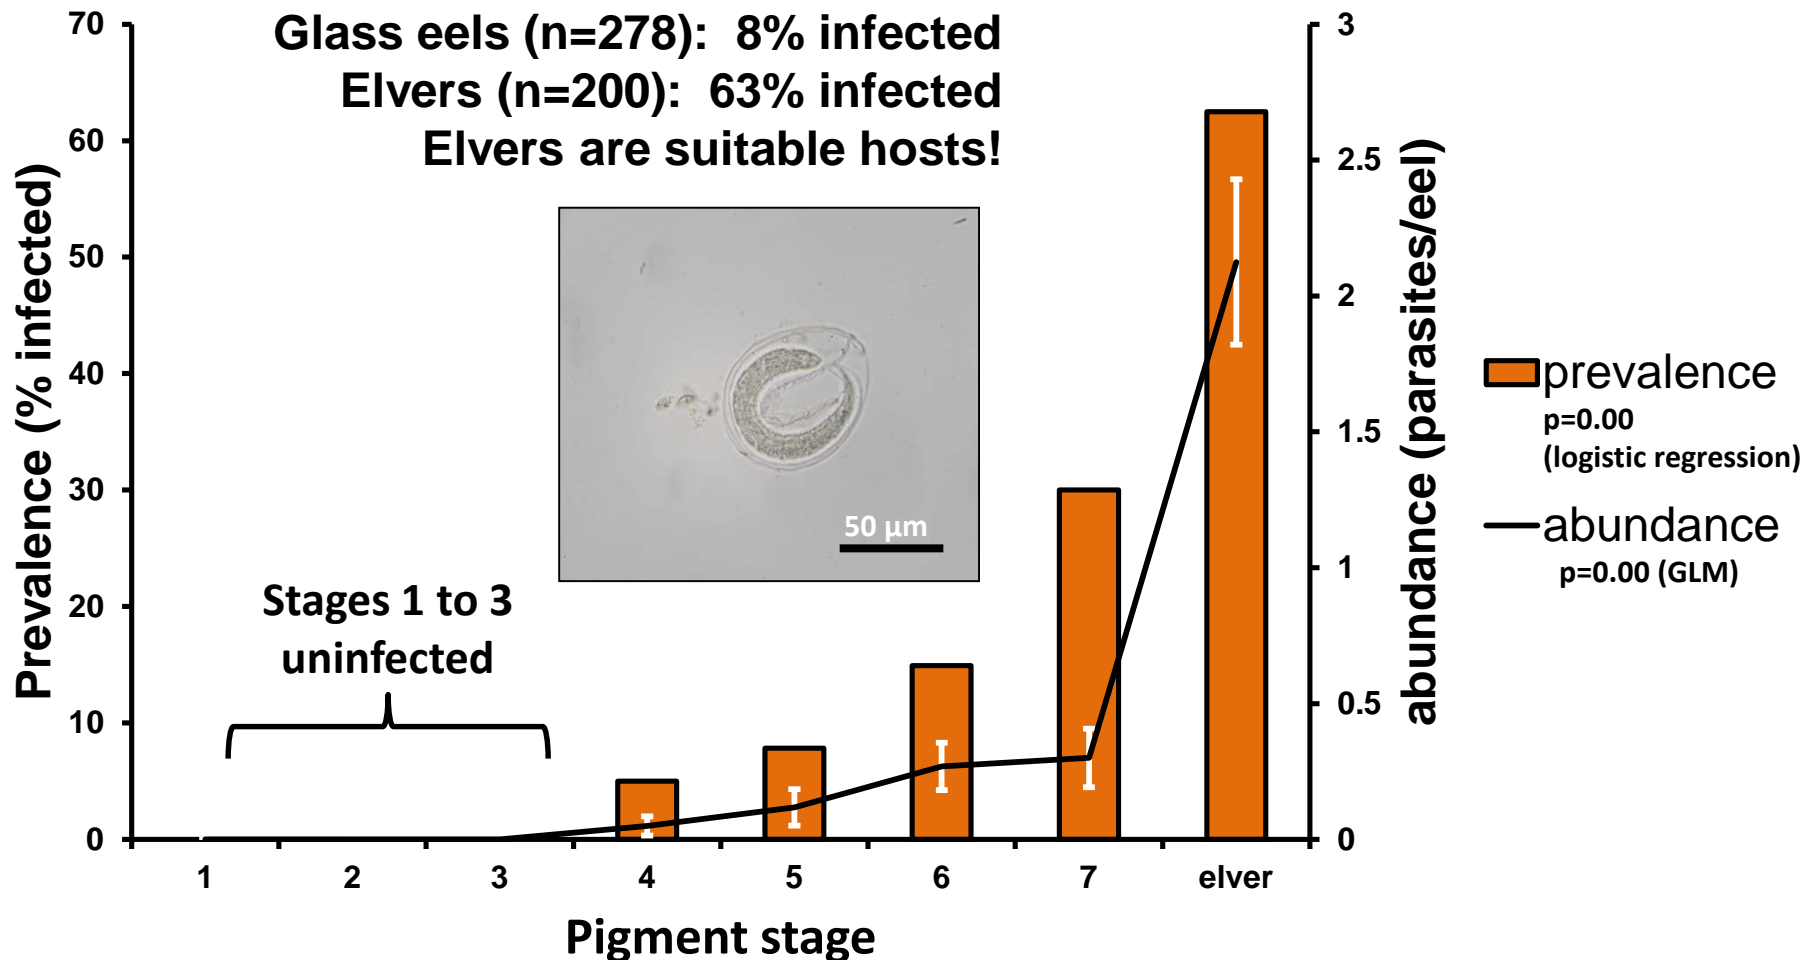 Glass eels (n=278):  8% infected
Elvers (n=200):  63% infected
Elvers are suitable hosts!
Prevalence (% infected)
70
60
50
40
30
20
10
0
Stages 1 to 3
uninfected
50 µm
1
2
3
4
5
6
7
elver
Pigment stage
3
2.5
2
1.5
1
0.5
0
abundance (parasites/eel)
prevalence
p=0.00
(logistic regression)
abundance
p=0.00 (GLM)